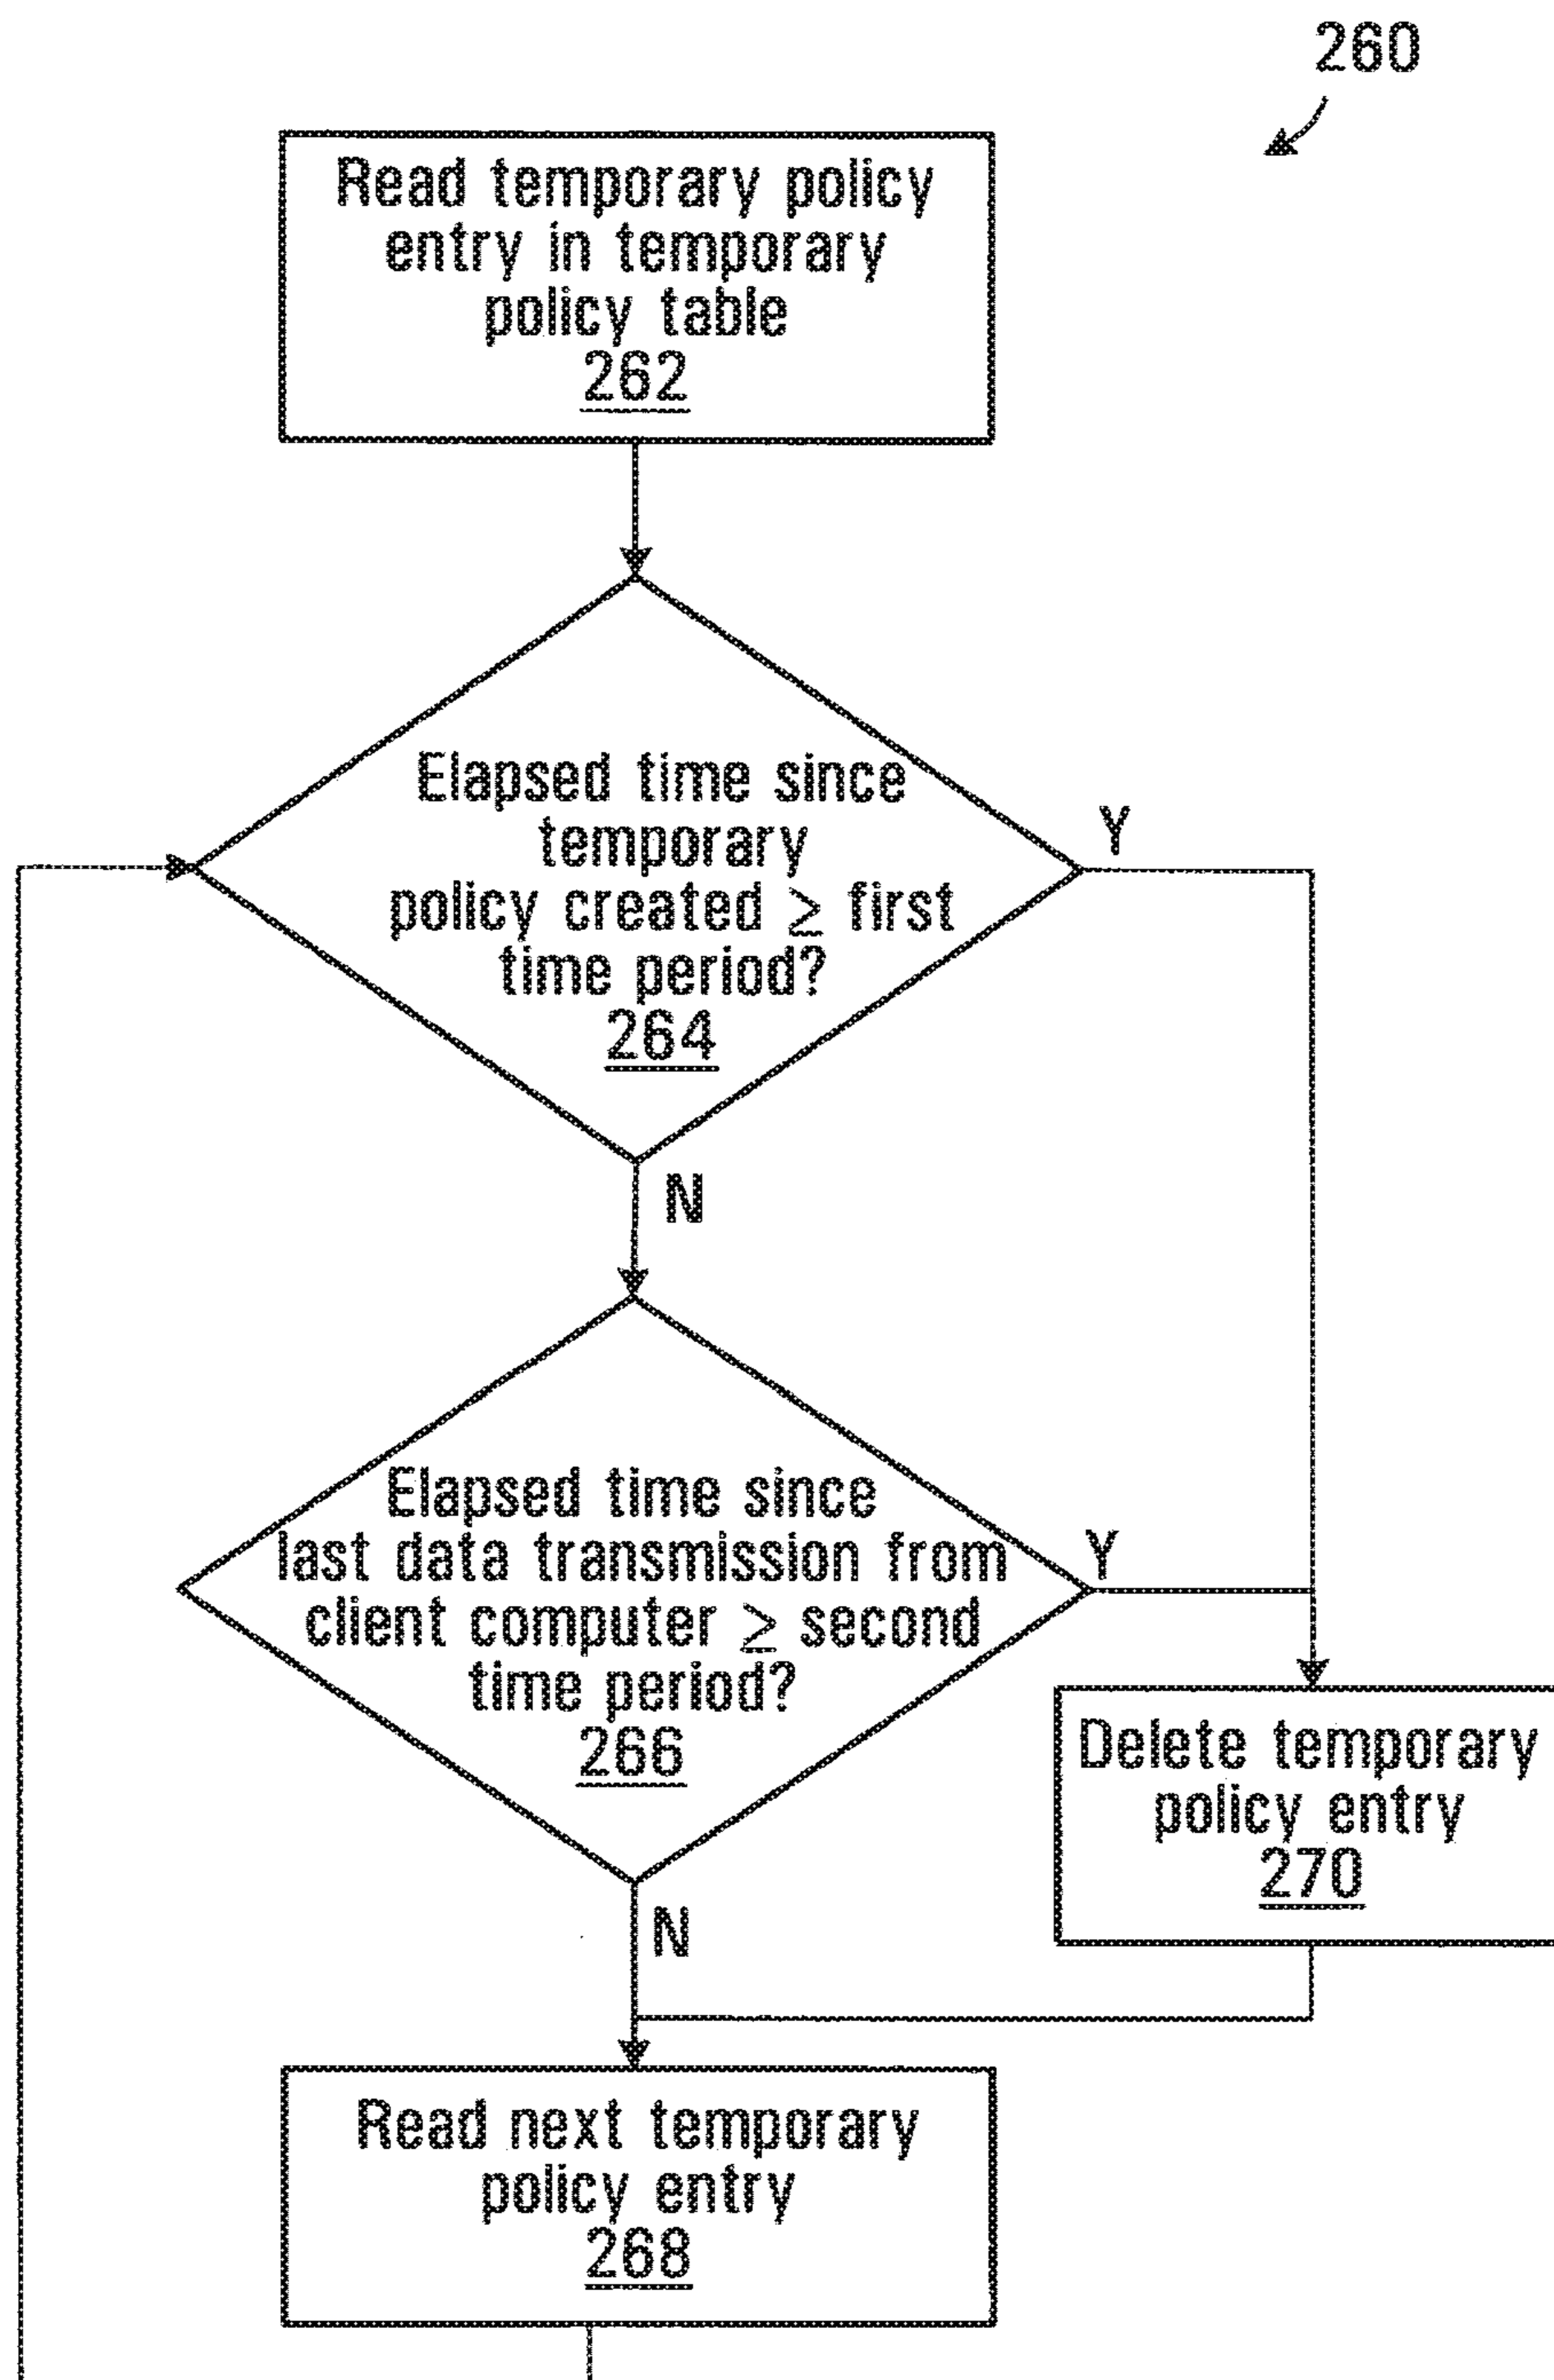 260
Read temporary policy
entry in temporary
policy table
262
Elapsed time since
temporary
policy created ≥ first
time period?
264
Y
N
Elapsed time since
last data transmission from
client computer ≥ second
time period?
266
Y
Delete temporary
policy entry
270
N
Read next temporary
policy entry
268